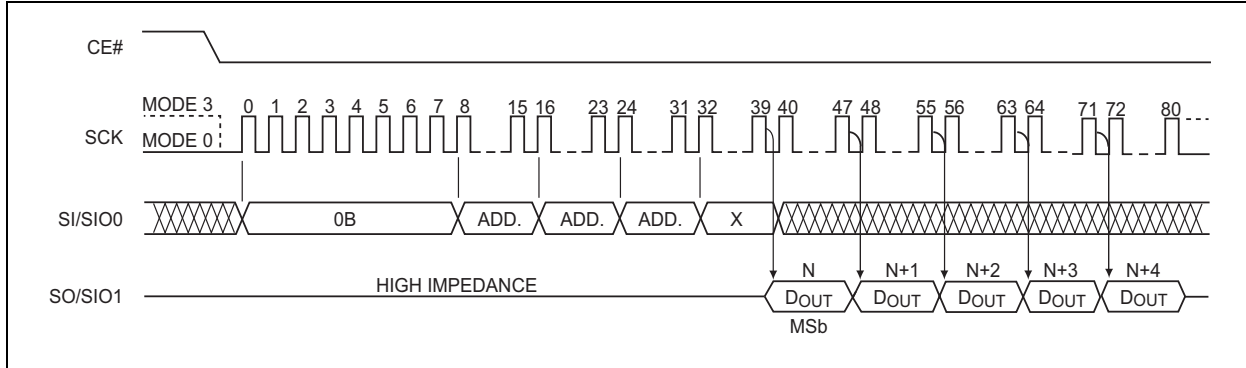 CE#
MODE 3
0 1 2 3 4 5 6 7 8 15 16 23 24 31 32 39 40 47 48 55 56 63 64 71 72 80
SCK
MODE 0
SI/SIO0
0B ADD. ADD. ADD. X
N N+1 N+2 N+3 N+4
SO/SIO1
HIGH IMPEDANCE
DOUT DOUT DOUT DOUT DOUT
MSb